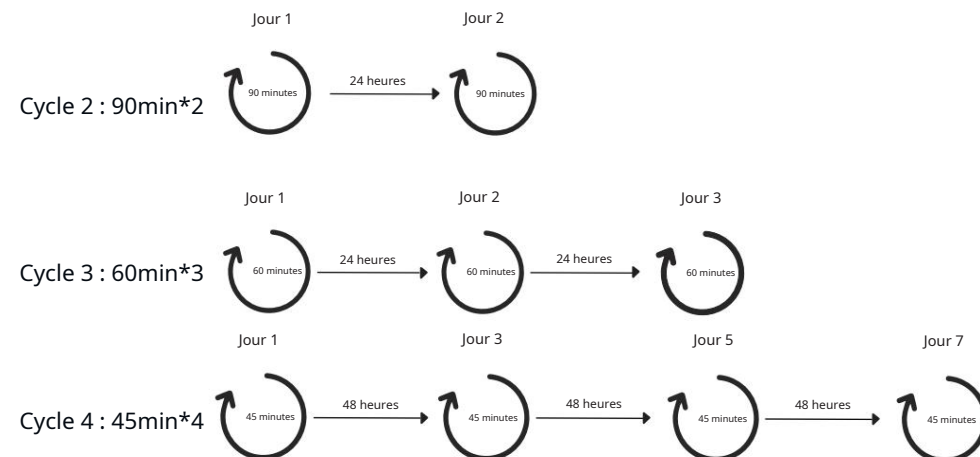 Jour 1 Jour 2
24 heures
90 minutes 90 minutes
Cycle 2 : 90min*2
Jour 1 Jour 2 Jour 3
24 heures 24 heures
60 minutes 60 minutes 60 minutes
Cycle 3 : 60min*3
Jour 1 Jour 3 Jour 5 Jour 7
48 heures 48 heures 48 heures
45 minutes 45 minutes 45 minutes 45 minutes
Cycle 4 : 45min*4